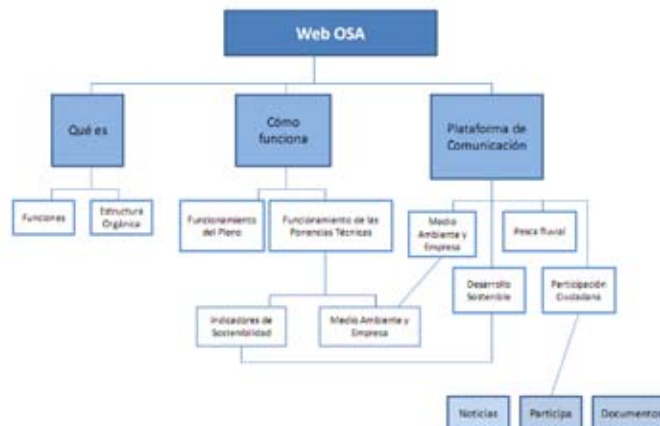 Web OSA
Qué es
Cómo
funciona
Plataforma de
Comunicación
Funciones
Estructura
Orgánica
Funcionamiento
del Pleno
Funcionamiento de las
Ponencias Técnicas
Medio
Ambiente y
Empresa
Pesca fluvial
Desarrollo
Sostenible
Participación
Ciudadana
Indicadores de
Sostenibilidad
Medio Ambiente y
Empresa
Noticias
Participa
Documentos